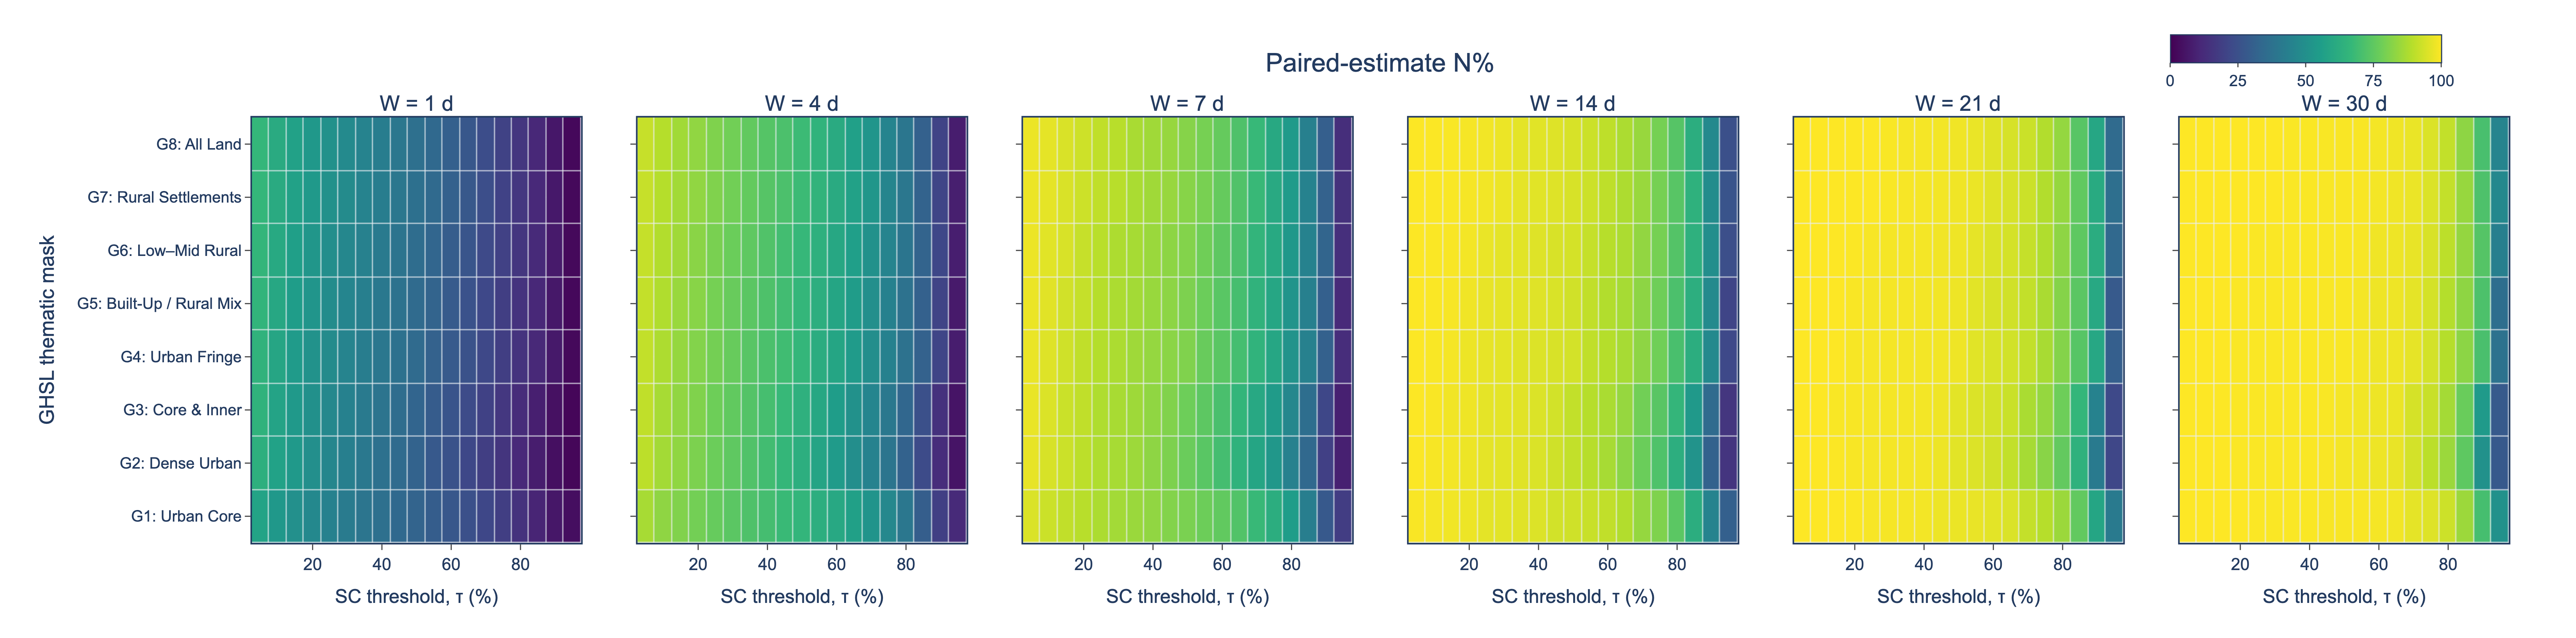 Paired-estimate N%
0 25 50 75 100
W = 1 d W = 4 d W = 7 d W = 14 d W = 21 d W = 30 d
GHSL thematic mask
G8: All Land
G7: Rural Settlements
G6: Low–Mid Rural
G5: Built-Up / Rural Mix
G4: Urban Fringe
G3: Core & Inner
G2: Dense Urban
G1: Urban Core
20 40 60 80 20 40 60 80 20 40 60 80 20 40 60 80 20 40 60 80 20 40 60 80
SC threshold, τ (%) SC threshold, τ (%) SC threshold, τ (%) SC threshold, τ (%) SC threshold, τ (%) SC threshold, τ (%)